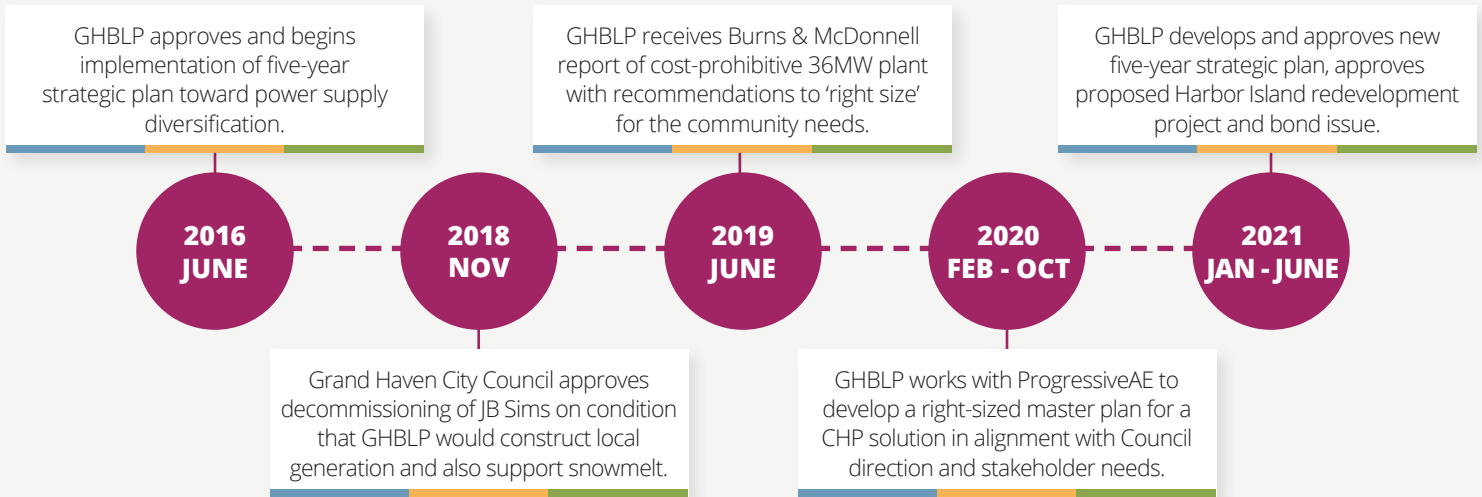 GHBLP approves and begins
implementation of five-year
strategic plan toward power supply
diversification.
GHBLP receives Burns & McDonnell
report of cost-prohibitive 36MW plant
with recommendations to ‘right size’
for the community needs.
GHBLP develops and approves new
five-year strategic plan, approves
proposed Harbor Island redevelopment
project and bond issue.
2016
JUNE
2018
NOV
2019
JUNE
2020
FEB - OCT
2021
JAN - JUNE
Grand Haven City Council approves
decommissioning of JB Sims on condition
that GHBLP would construct local
generation and also support snowmelt.
GHBLP works with ProgressiveAE to
develop a right-sized master plan for a
CHP solution in alignment with Council
direction and stakeholder needs.